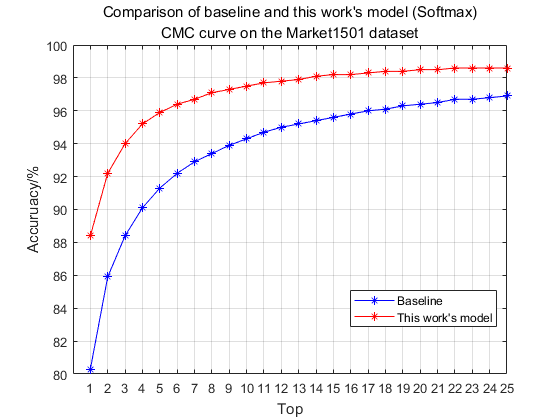 Comparison of baseline and this work's model (Softmax)
CMC curve on the Market1501 dataset
100
98
96
94
92
90
88
86
84
82
80
Accururacy/%
Baseline
This work's model
1 2 3 4 5 6 7 8 9 10 11 12 13 14 15 16 17 18 19 20 21 22 23 24 25
Top